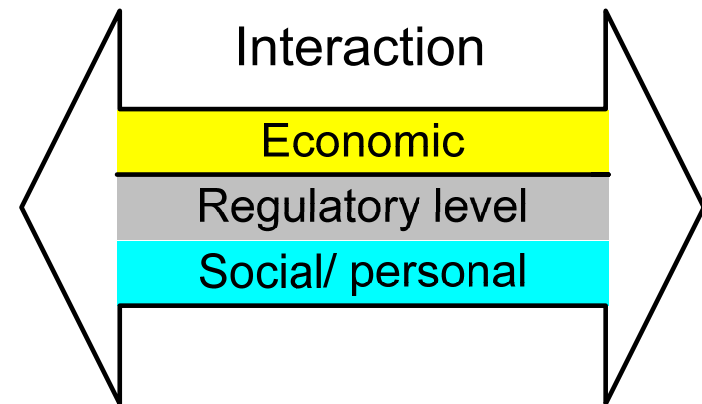 Interaction
Economic
Regulatory level
Social/ personal